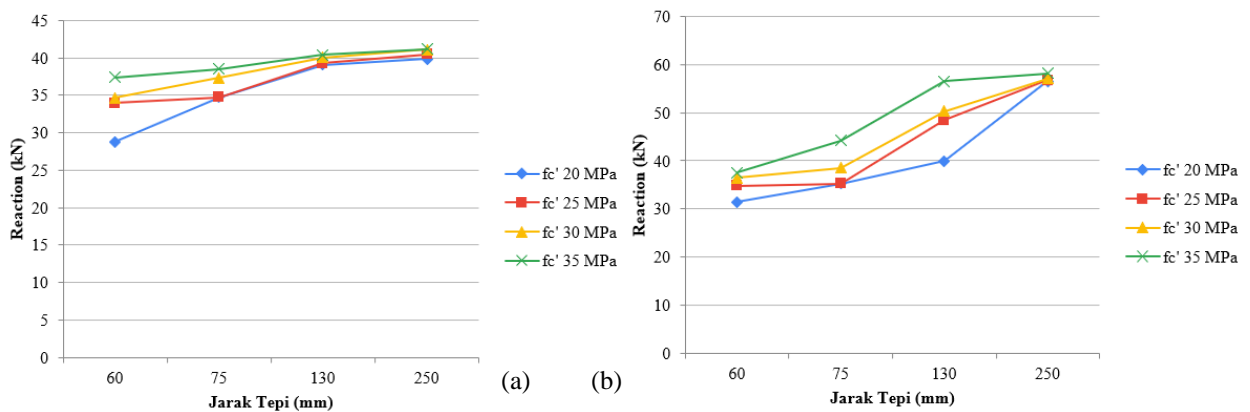 45
40
35
30
25
20
15
10
5
0
Reaction (kN)
60 75 130 250
Jarak Tepi (mm)
fc' 20 MPa
fc' 25 MPa
fc' 30 MPa
fc' 35 MPa
(a)
(b)
70
60
50
40
30
20
10
0
Reaction (kN)
60 75 130 250
Jarak Tepi (mm)
fc' 20 MPa
fc' 25 MPa
fc' 30 MPa
fc' 35 MPa